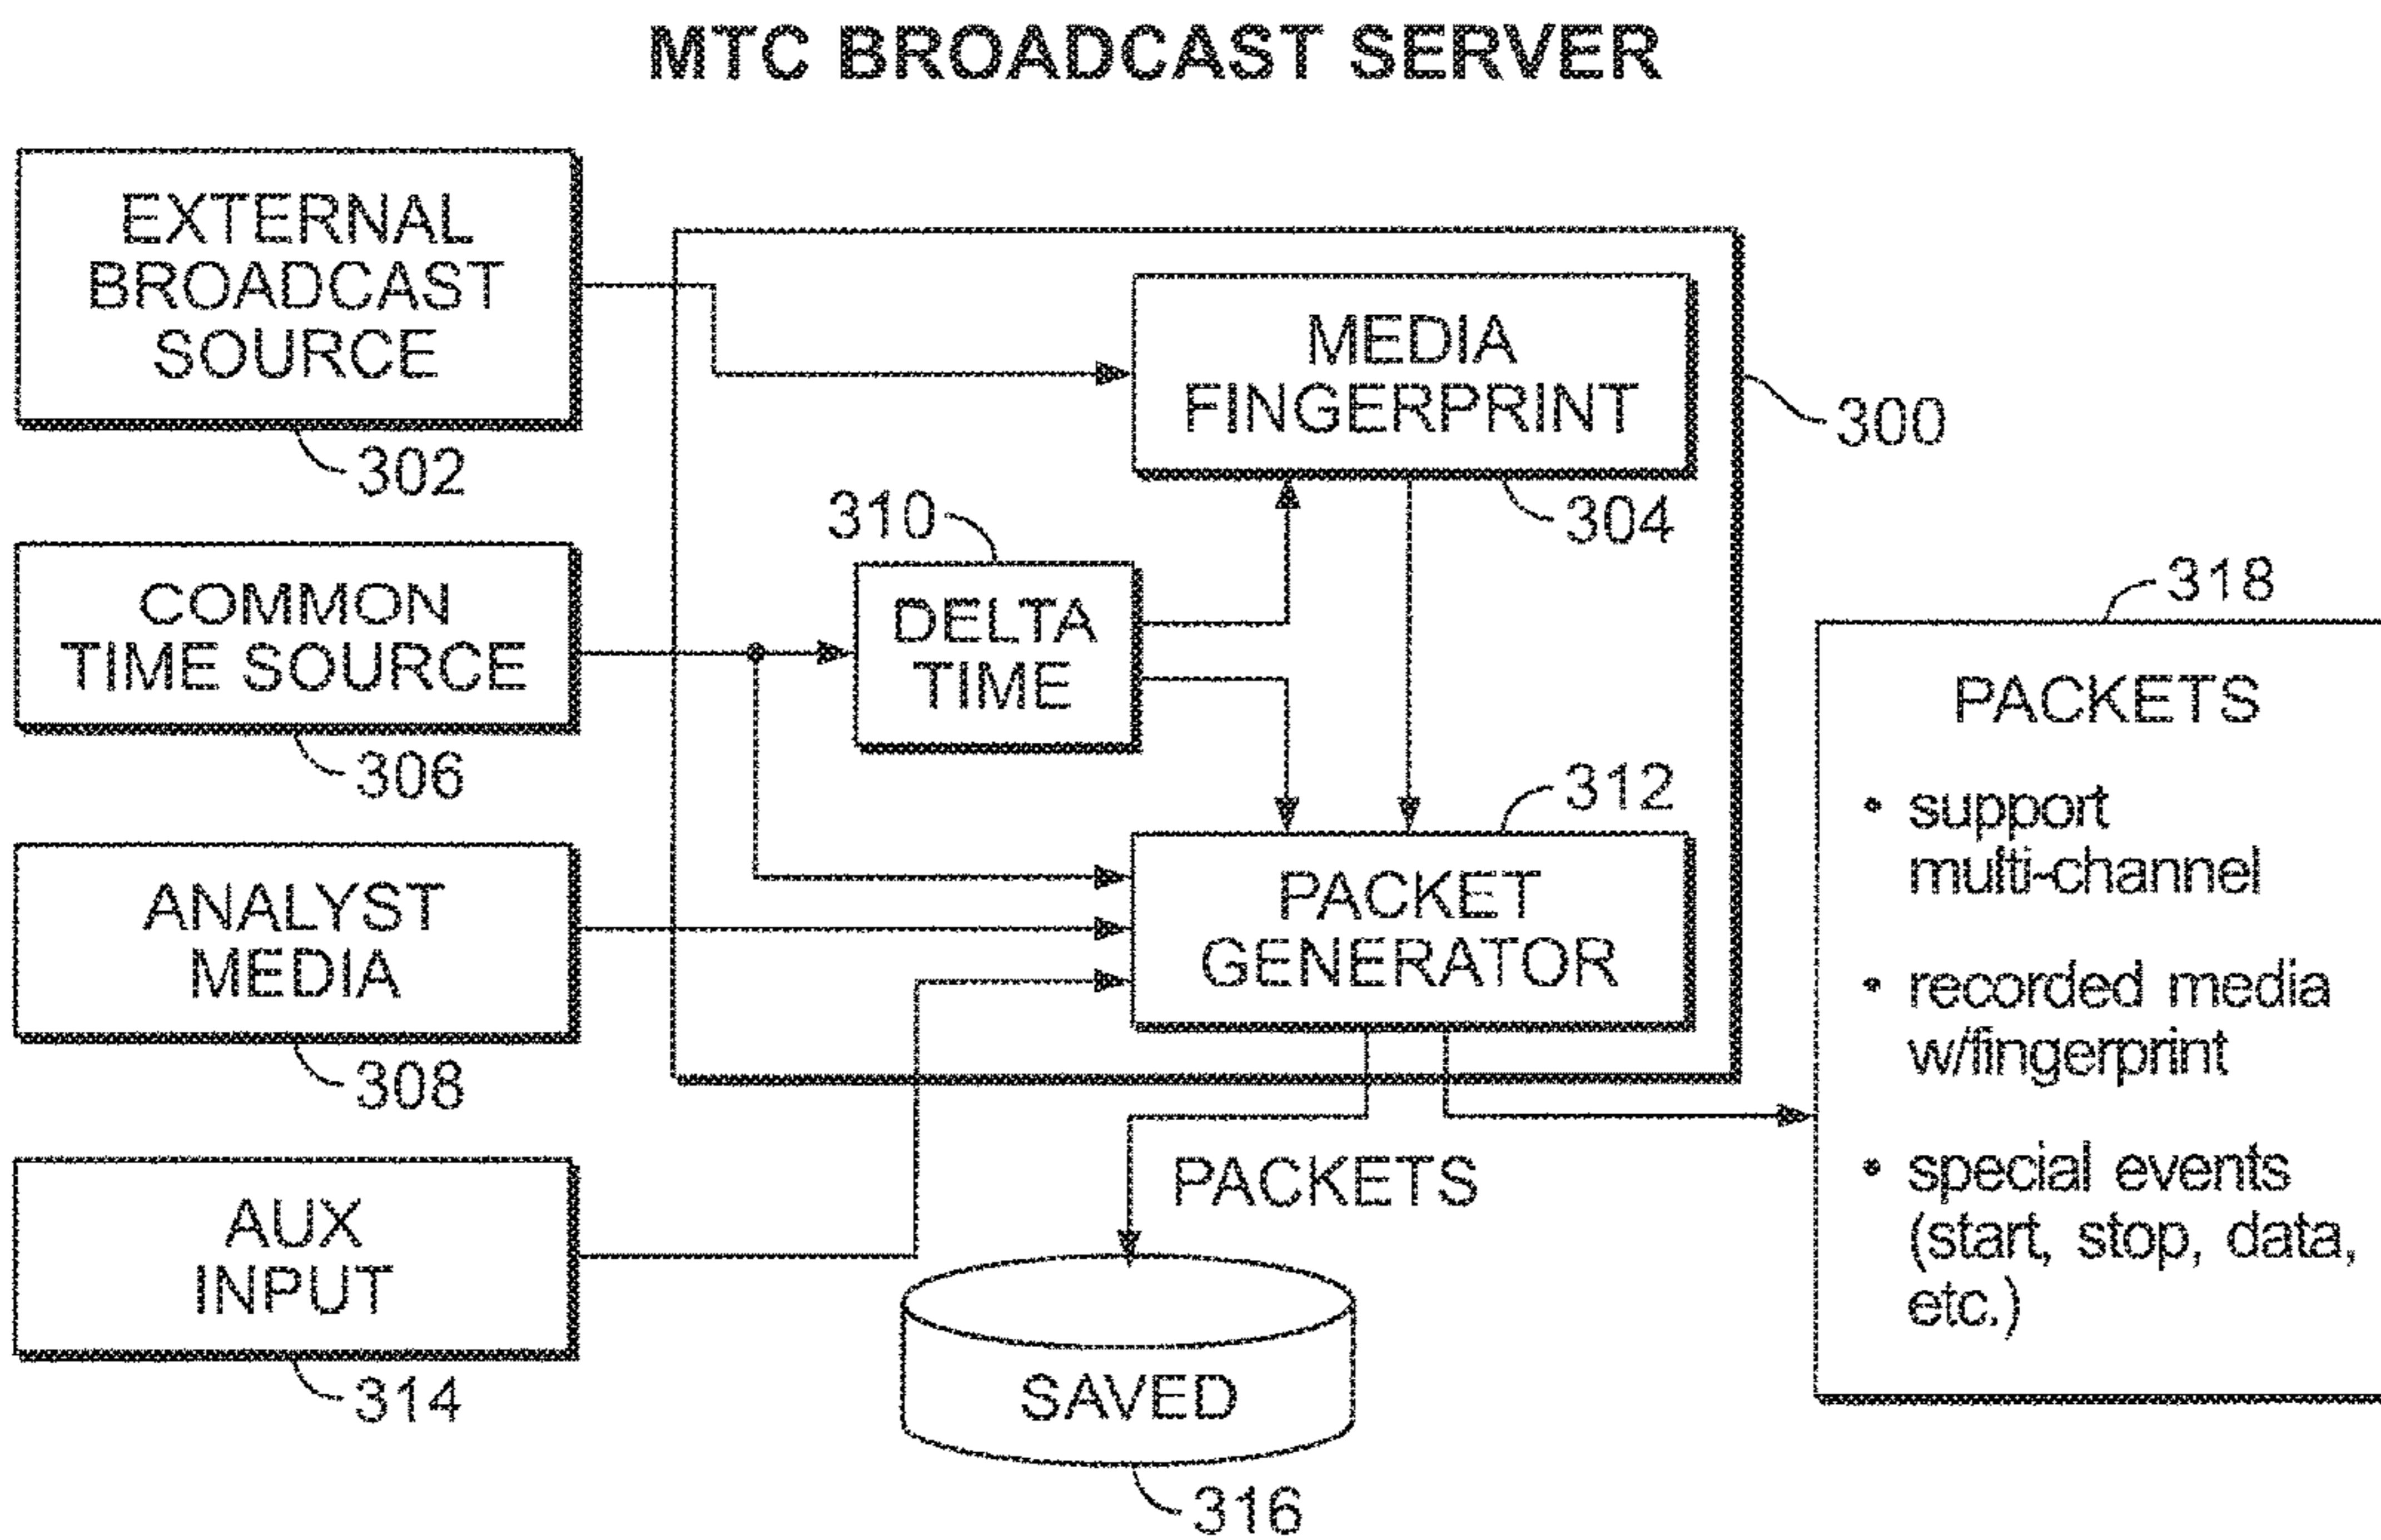 MTC BROADCAST SERVER
EXTERNAL
BROADCAST
SOURCE
302
MEDIA
FINGERPRINT
304
300
COMMON
TIME SOURCE
306
310
DELTA
TIME
ANALYST
MEDIA
308
312
PACKET
GENERATOR
AUX
INPUT
314
PACKETS
SAVED
316
318
PACKETS
• support
multi-channel
• recorded media
w/fingerprint
• special events
(start, stop, data,
etc.)